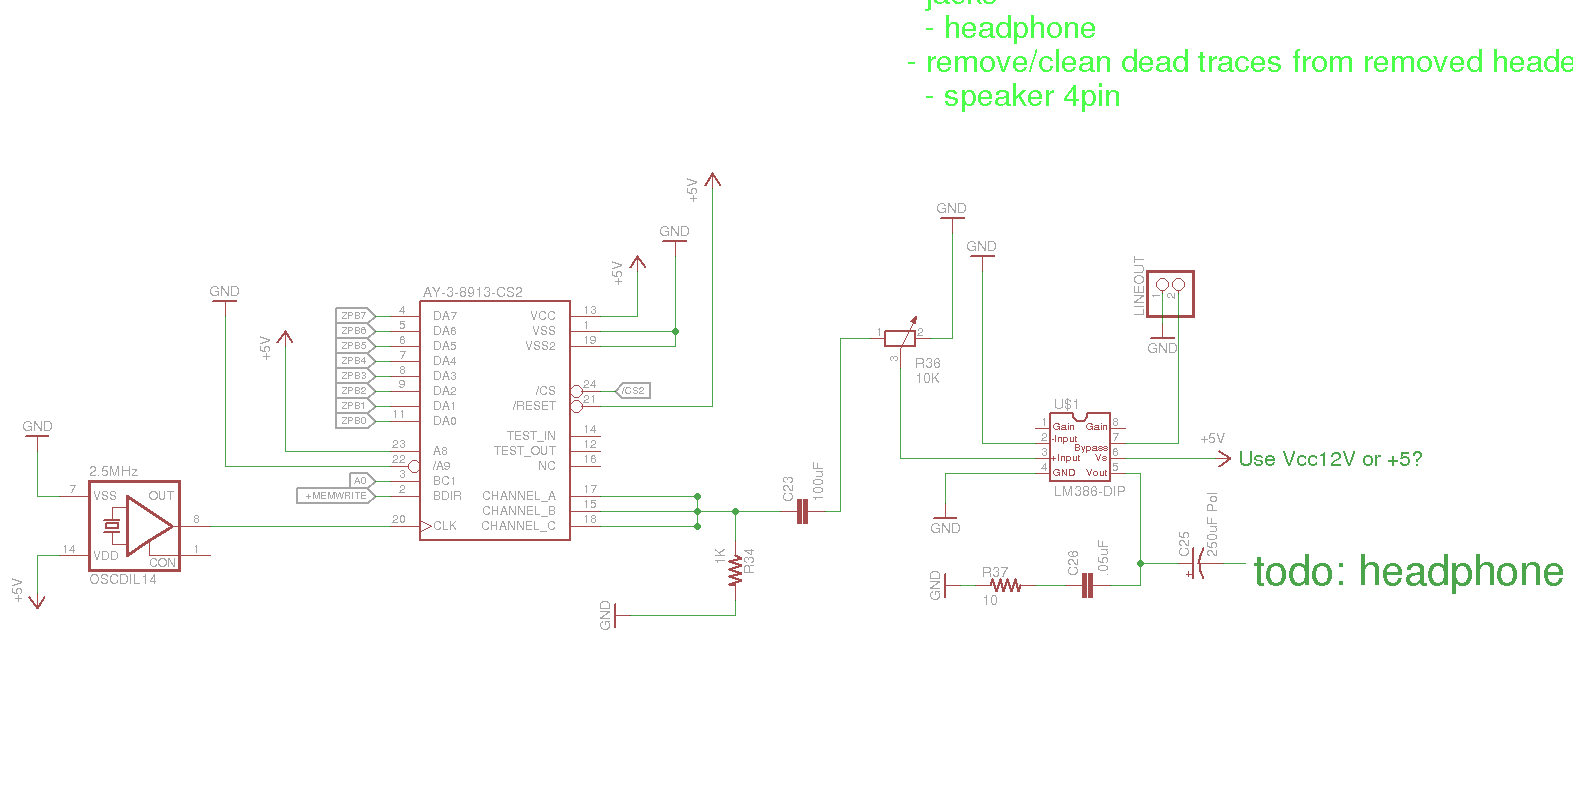 jacks
- headphone
- remove/clean dead traces from removed heade
- speaker 4pin
+5V
GND
GND
+5V
GND
LINEOUT
1
2
GND
GND
+5V
AY-3-8913-CS2
ZPB7 4 DA7
ZPB6 5 DA6
ZPB5 6 DA5
ZPB4 7 DA4
ZPB3 8 DA3
ZPB2 9 DA2
ZPB1 DA1
ZPB0 11 DA0
23 A8
22 /A9
A0 3 BC1
+MEMWRITE 2 BDIR
20 CLK
VCC 13
VSS 1
VSS2 19
/CS 24 /CS2
/RESET 21
TEST_IN 14
TEST_OUT 12
NC 16
CHANNEL_A 17
CHANNEL_B 15
CHANNEL_C 18
1 2
3
R36
10K
GND
2.5MHz
7 VSS OUT
8
14 VDD
CON 1
OSCDIL14
+5V
C23
100uF
1K
R34
GND
U$1
1 Gain Gain 8
2 -Input 7
Bypass
3 +Input Vs 6
4 GND Vout 5
LM386-DIP
+5V
Use Vcc12V or +5?
GND
GND
R37
10
C26
.05uF
C25
250uF Pol
+
todo: headphone